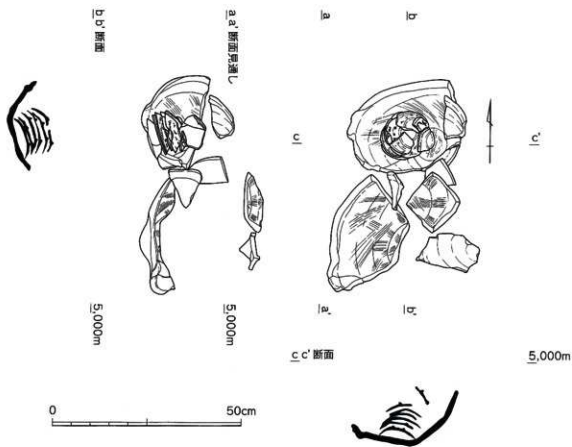 b b' 断面
a a' 断面見通し
a
b
c
c'
5,000m
5,000m
a'
b'
c c' 断面
5,000m
0
50cm